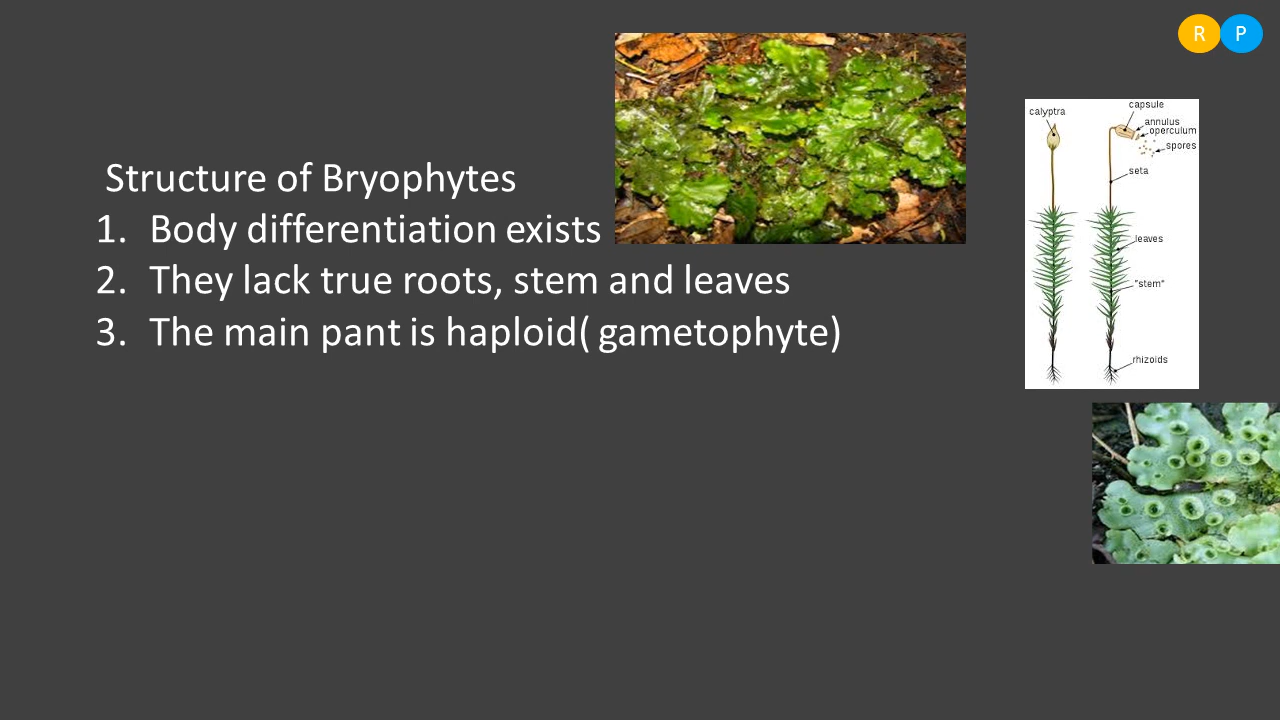 R P
Structure of Bryophytes
1. Body differentiation exists
2. They lack true roots, stem and leaves
3. The main pant is haploid( gametophyte)
calyptra
capsule
annulus
operculum
spores
seta
leaves
"stem"
rhizoids